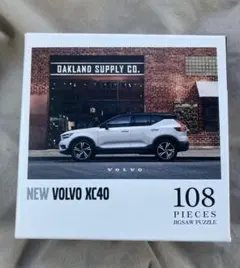 OAKLAND SUPPLY CO.
VOLVO
NEW VOLVO XC40
108
PIECES
JIGSAW PUZZLE